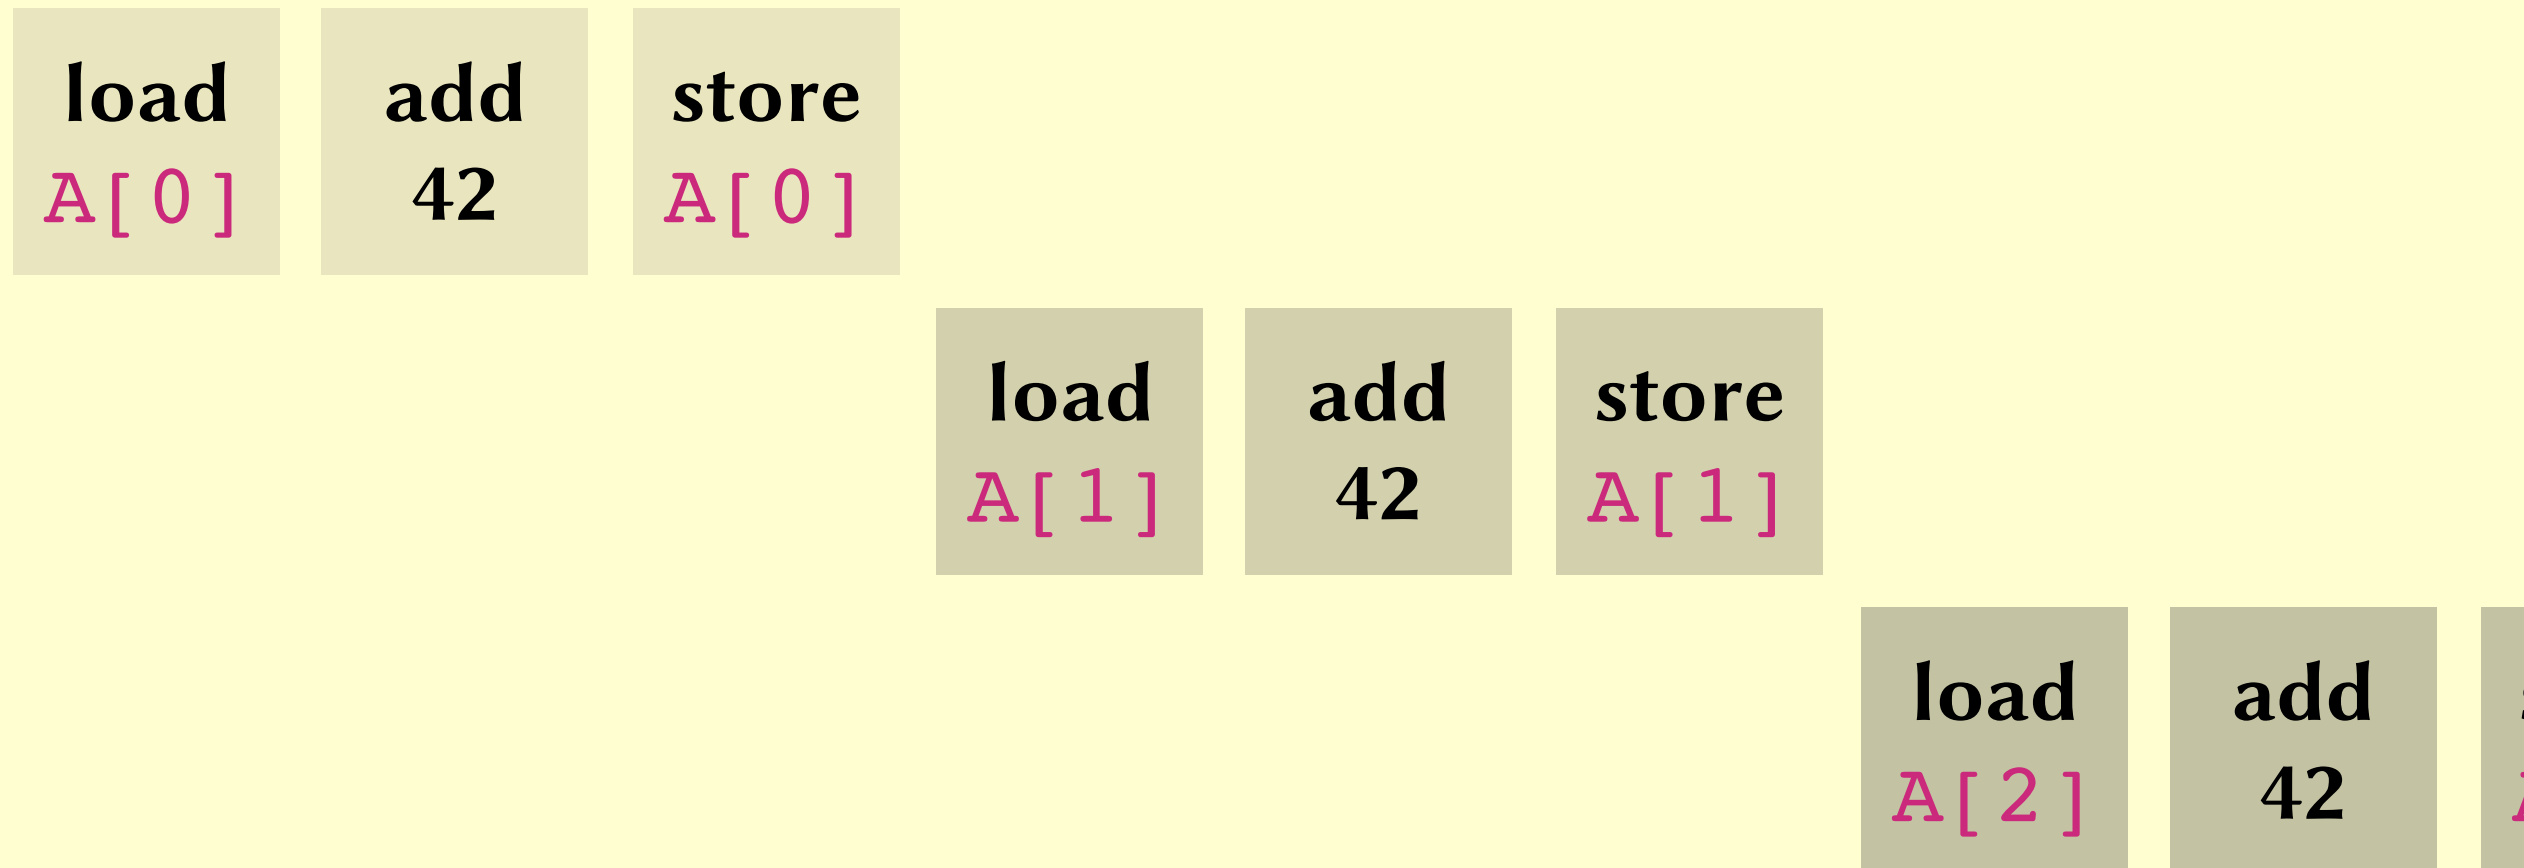 load add store
A[0] 42 A[0]
load add store
A[1] 42 A[1]
load add
A[2] 42